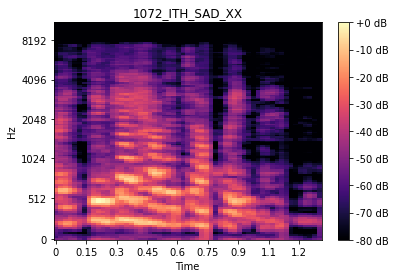 1072_ITH_SAD_XX
+0 dB
8192
-10 dB
4096
-20 dB
-30 dB
2048
Hz
-40 dB
1024
-50 dB
512
-60 dB
-70 dB
0
-80 dB
0 0.15 0.3 0.45 0.6 0.75 0.9 1.1 1.2
Time